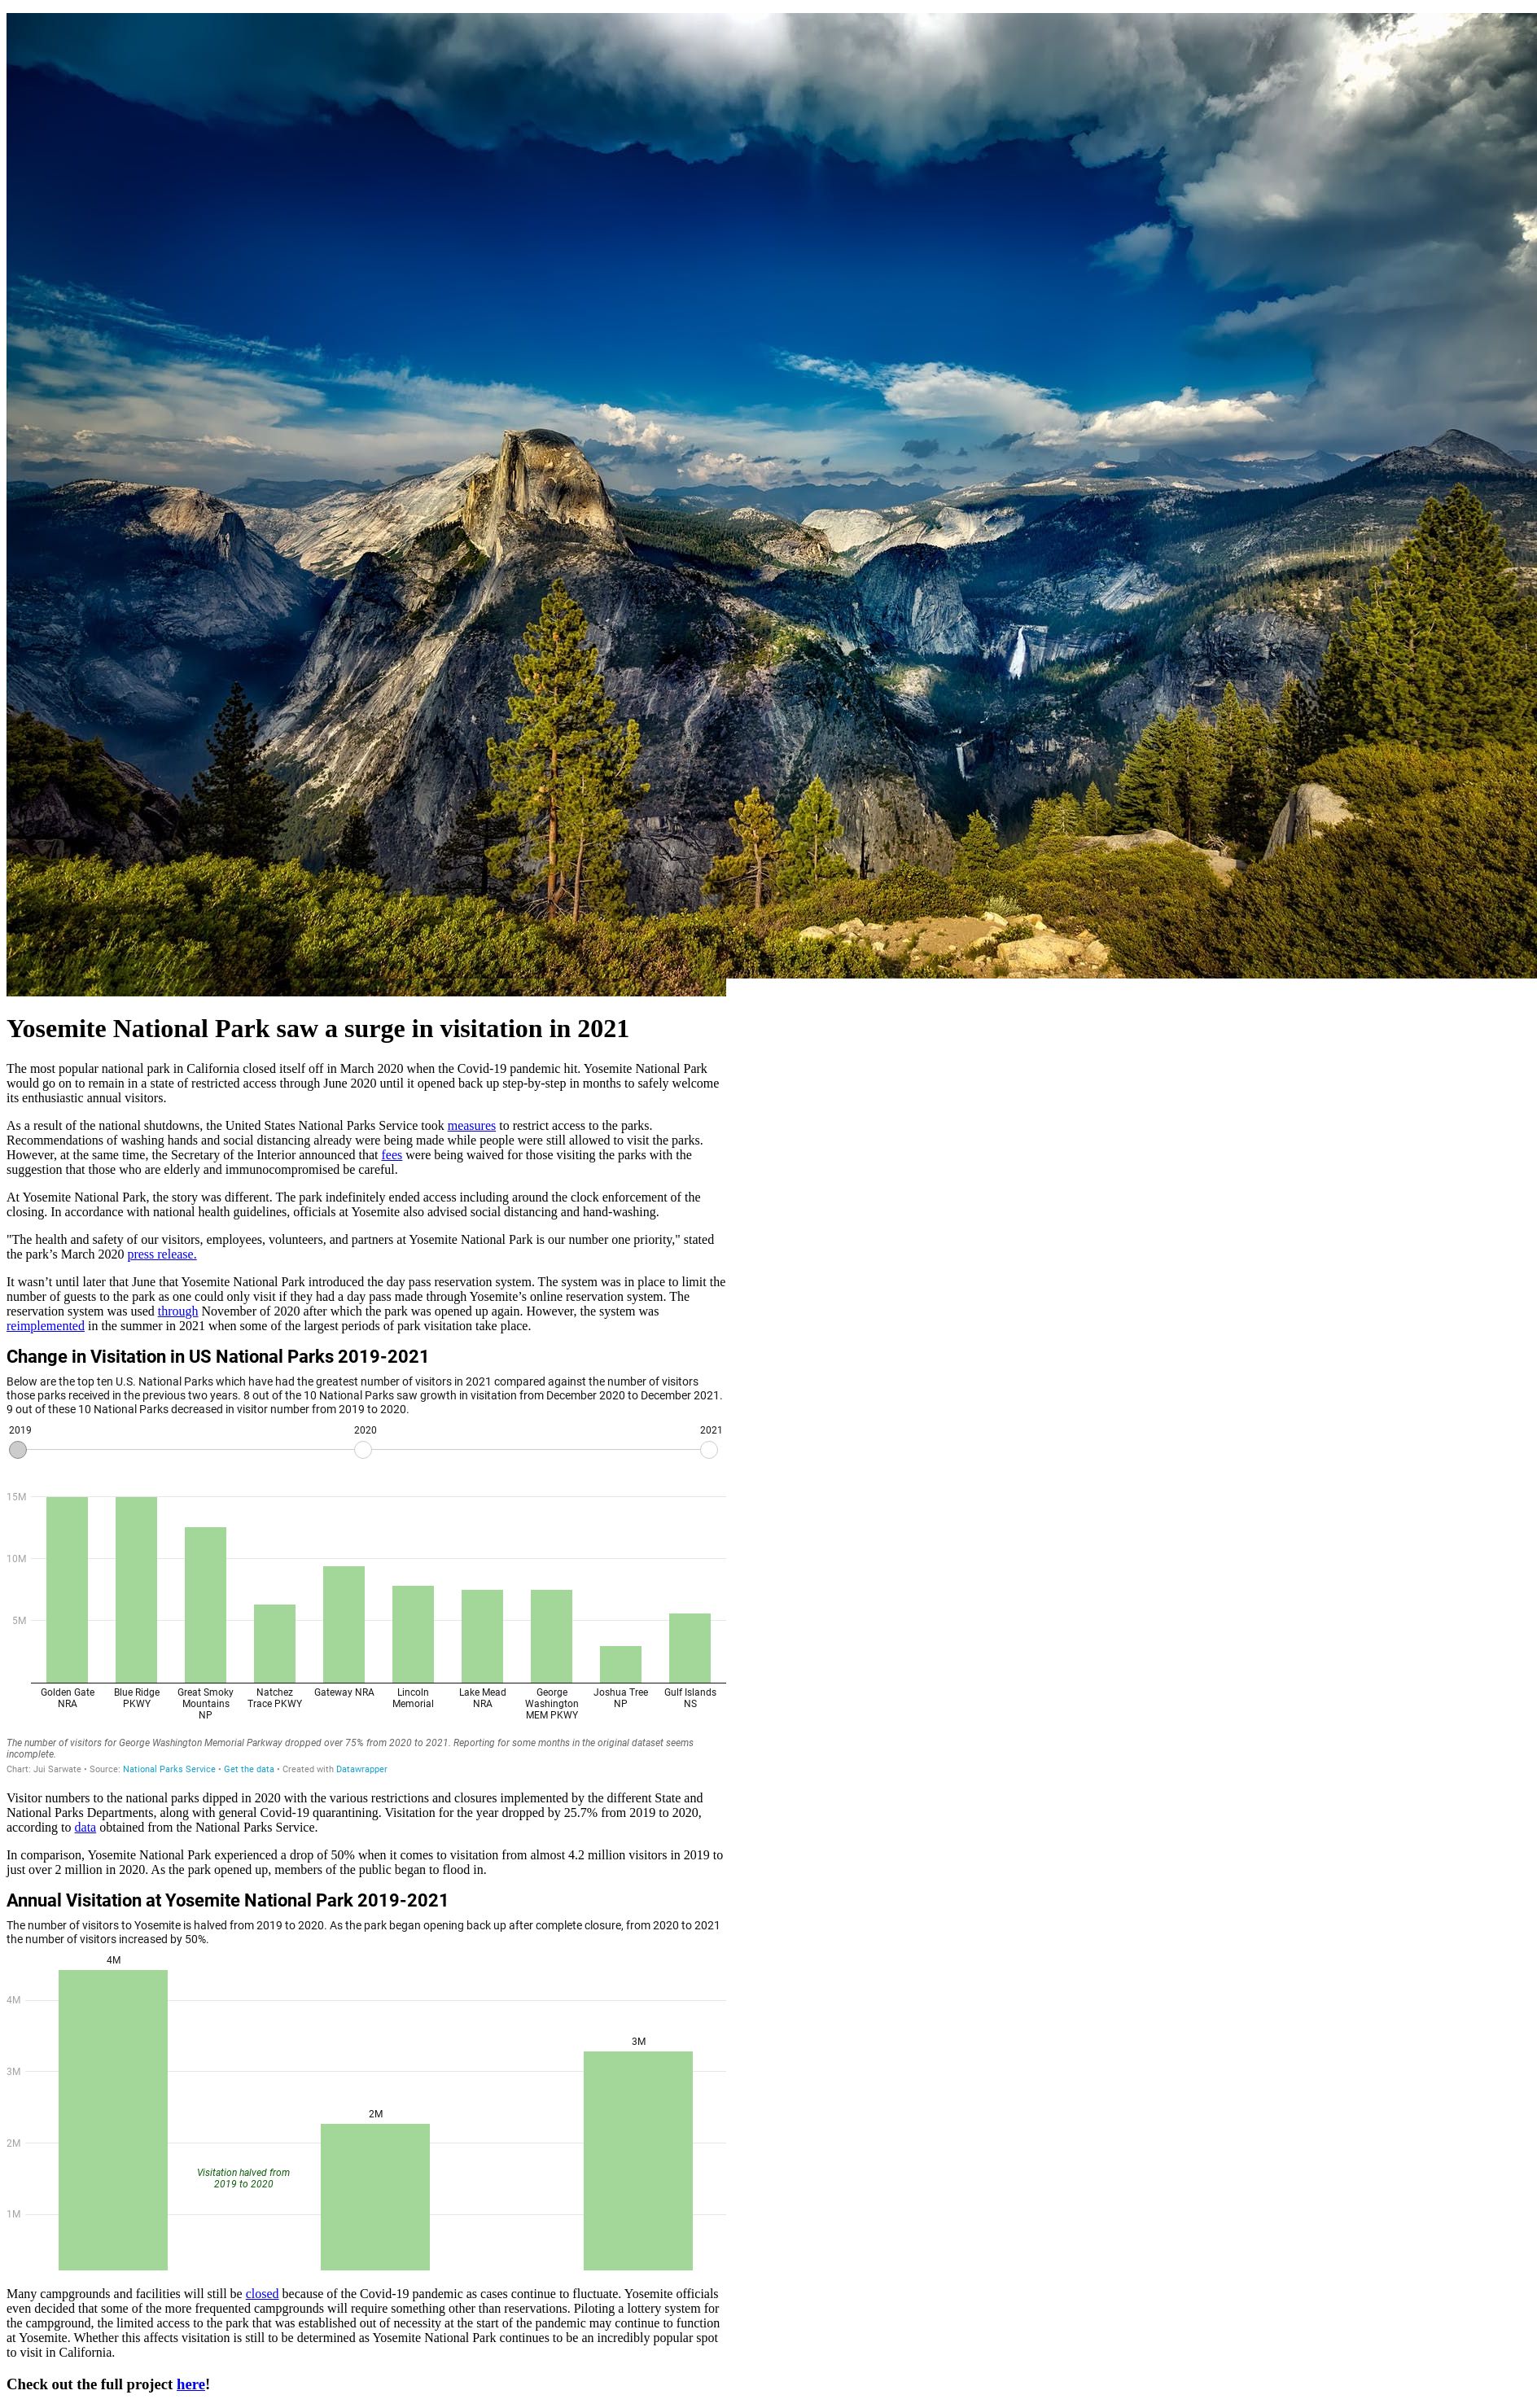 Yosemite National Park saw a surge in visitation in 2021
The most popular national park in California closed itself off in March 2020 when the Covid-19 pandemic hit. Yosemite National Park
would go on to remain in a state of restricted access through June 2020 until it opened back up step-by-step in months to safely welcome
its enthusiastic annual visitors.
As a result of the national shutdowns, the United States National Parks Service took measures to restrict access to the parks.
Recommendations of washing hands and social distancing already were being made while people were still allowed to visit the parks.
However, at the same time, the Secretary of the Interior announced that fees were being waived for those visiting the parks with the
suggestion that those who are elderly and immunocompromised be careful.
At Yosemite National Park, the story was different. The park indefinitely ended access including around the clock enforcement of the
closing. In accordance with national health guidelines, officials at Yosemite also advised social distancing and hand-washing.
"The health and safety of our visitors, employees, volunteers, and partners at Yosemite National Park is our number one priority," stated
the park’s March 2020 press release.
It wasn’t until later that June that Yosemite National Park introduced the day pass reservation system. The system was in place to limit the
number of guests to the park as one could only visit if they had a day pass made through Yosemite’s online reservation system. The
reservation system was used through November of 2020 after which the park was opened up again. However, the system was
reimplemented in the summer in 2021 when some of the largest periods of park visitation take place.
Change in Visitation in US National Parks 2019-2021
Below are the top ten U.S. National Parks which have had the greatest number of visitors in 2021 compared against the number of visitors
those parks received in the previous two years. 8 out of the 10 National Parks saw growth in visitation from December 2020 to December 2021.
9 out of these 10 National Parks decreased in visitor number from 2019 to 2020.
2019 2020 2021
15M
10M
5M
Golden Gate Blue Ridge Great Smoky Natchez Gateway NRA Lincoln Lake Mead George Joshua Tree Gulf Islands
NRA PKWY Mountains Trace PKWY Memorial NRA Washington NP NS
NP MEM PKWY
The number of visitors for George Washington Memorial Parkway dropped over 75% from 2020 to 2021. Reporting for some months in the original dataset seems
incomplete.
Chart: Jui Sarwate • Source: National Parks Service • Get the data • Created with Datawrapper
Visitor numbers to the national parks dipped in 2020 with the various restrictions and closures implemented by the different State and
National Parks Departments, along with general Covid-19 quarantining. Visitation for the year dropped by 25.7% from 2019 to 2020,
according to data obtained from the National Parks Service.
In comparison, Yosemite National Park experienced a drop of 50% when it comes to visitation from almost 4.2 million visitors in 2019 to
just over 2 million in 2020. As the park opened up, members of the public began to flood in.
Annual Visitation at Yosemite National Park 2019-2021
The number of visitors to Yosemite is halved from 2019 to 2020. As the park began opening back up after complete closure, from 2020 to 2021
the number of visitors increased by 50%.
4M
4M
3M
3M
2M
2M
Visitation halved from
2019 to 2020
1M
Many campgrounds and facilities will still be closed because of the Covid-19 pandemic as cases continue to fluctuate. Yosemite officials
even decided that some of the more frequented campgrounds will require something other than reservations. Piloting a lottery system for
the campground, the limited access to the park that was established out of necessity at the start of the pandemic may continue to function
at Yosemite. Whether this affects visitation is still to be determined as Yosemite National Park continues to be an incredibly popular spot
to visit in California.
Check out the full project here!